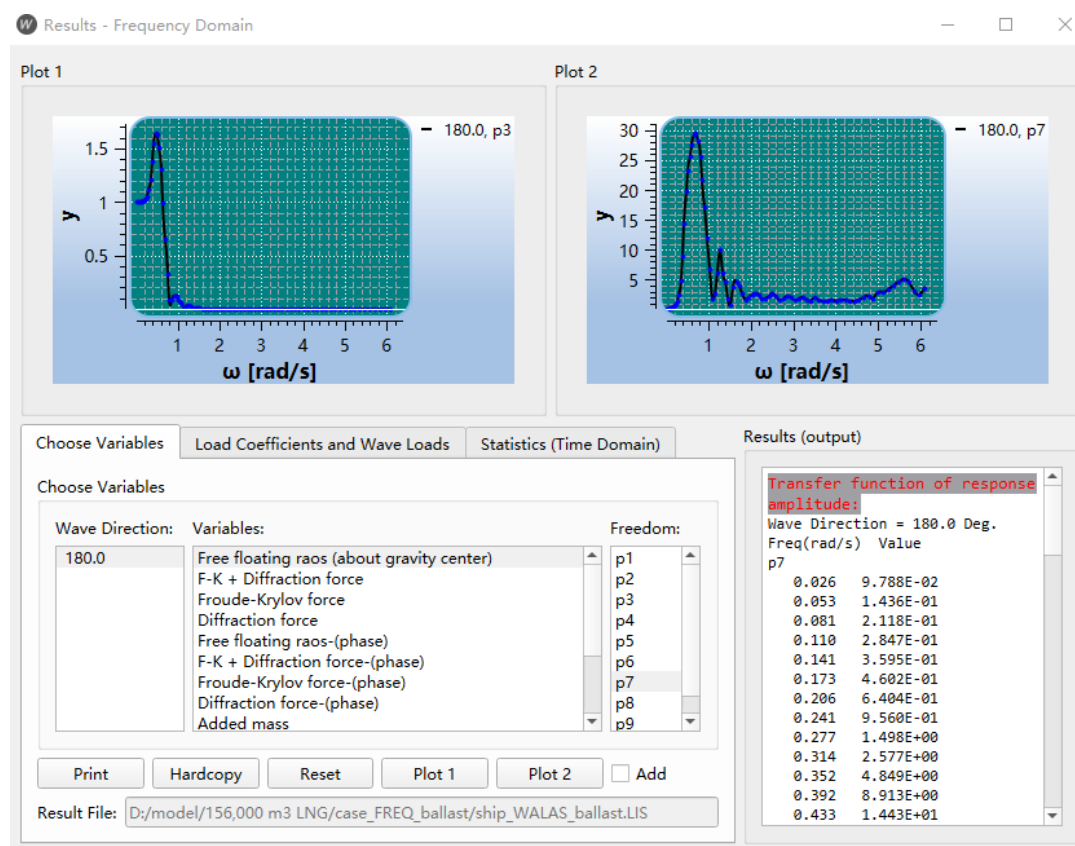 Results - Frequency Domain
Plot 1
Plot 2
180.0, p3
1.5
1
0.5
y
1 2 3 4 5 6
ω [rad/s]
180.0, p7
30
25
20
15
10
5
y
1 2 3 4 5 6
ω [rad/s]
Choose Variables
Load Coefficients and Wave Loads
Statistics (Time Domain)
Choose Variables
Wave Direction:
180.0
Variables:
Free floating raos (about gravity center)
F-K + Diffraction force
Froude-Krylov force
Diffraction force
Free floating raos-(phase)
F-K + Diffraction force-(phase)
Froude-Krylov force-(phase)
Diffraction force-(phase)
Added mass
Freedom:
p1
p2
p3
p4
p5
p6
p7
p8
p9
Print
Hardcopy
Reset
Plot 1
Plot 2
Add
Result File: D:/model/156,000 m3 LNG/case_FREQ_ballast/ship_WALAS_ballast.LIS
Results (output)
Transfer function of response
amplitude:
Wave Direction = 180.0 Deg.
Freq(rad/s) Value
p7
0.026 9.788E-02
0.053 1.436E-01
0.081 2.118E-01
0.110 2.847E-01
0.141 3.595E-01
0.173 4.602E-01
0.206 6.404E-01
0.241 9.560E-01
0.277 1.498E+00
0.314 2.577E+00
0.352 4.849E+00
0.392 8.913E+00
0.433 1.443E+01